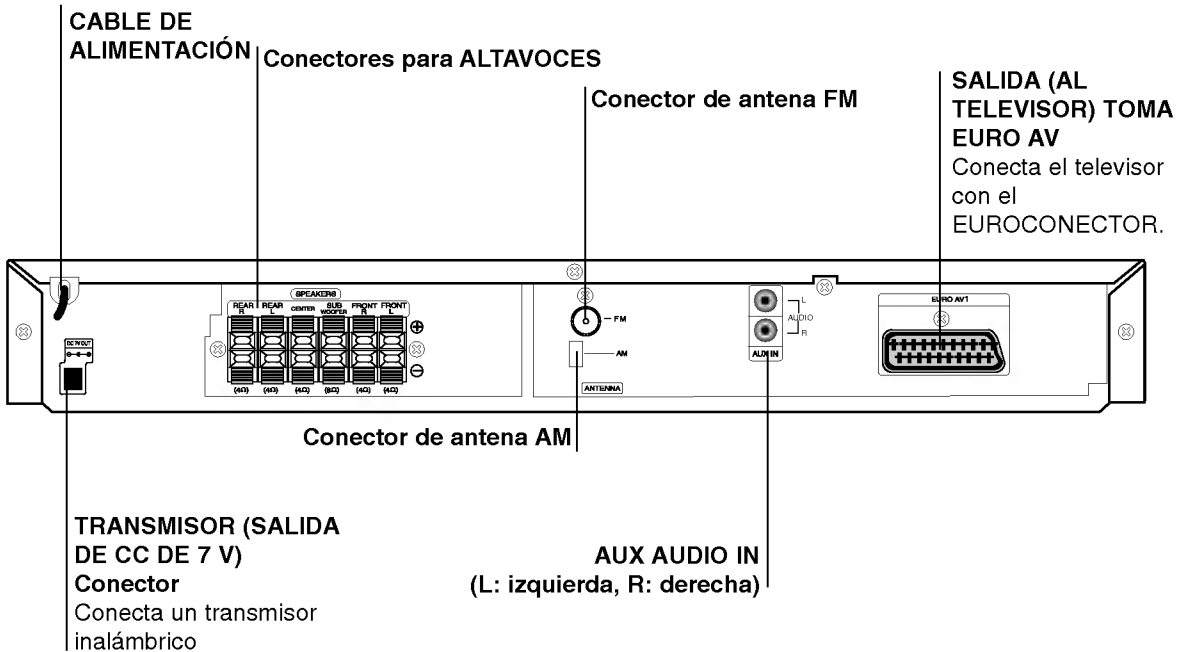 CABLE DE
ALIMENTACIÓN
Conectores para ALTAVOCES
Conector de antena FM
SALIDA (AL
TELEVISOR) TOMA
EURO AV
Conecta el televisor
con el
EUROCONECTOR.
SPEAKERS
REAR R
REAR L
CENTER
SUB WOOFER
FRONT R
FRONT L
(4Ω) (4Ω) (4Ω) (8Ω) (4Ω) (4Ω)
DC 7V OUT
FM
AM
ANTENNA
L
AUDIO
R
AUX IN
EURO AV1
Conector de antena AM
TRANSMISOR (SALIDA
DE CC DE 7 V)
Conector
Conecta un transmisor
inalámbrico
AUX AUDIO IN
(L: izquierda, R: derecha)